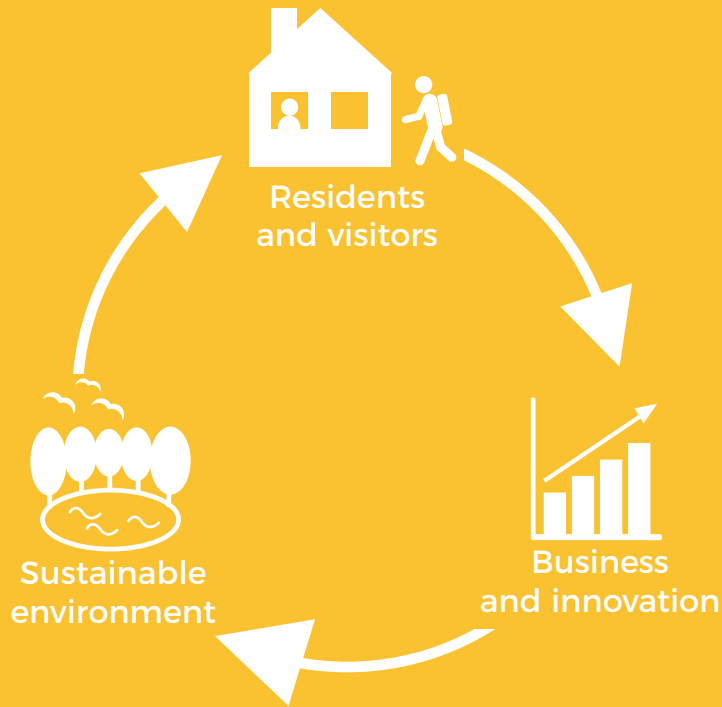 Residents
and visitors
Business
and innovation
Sustainable
environment